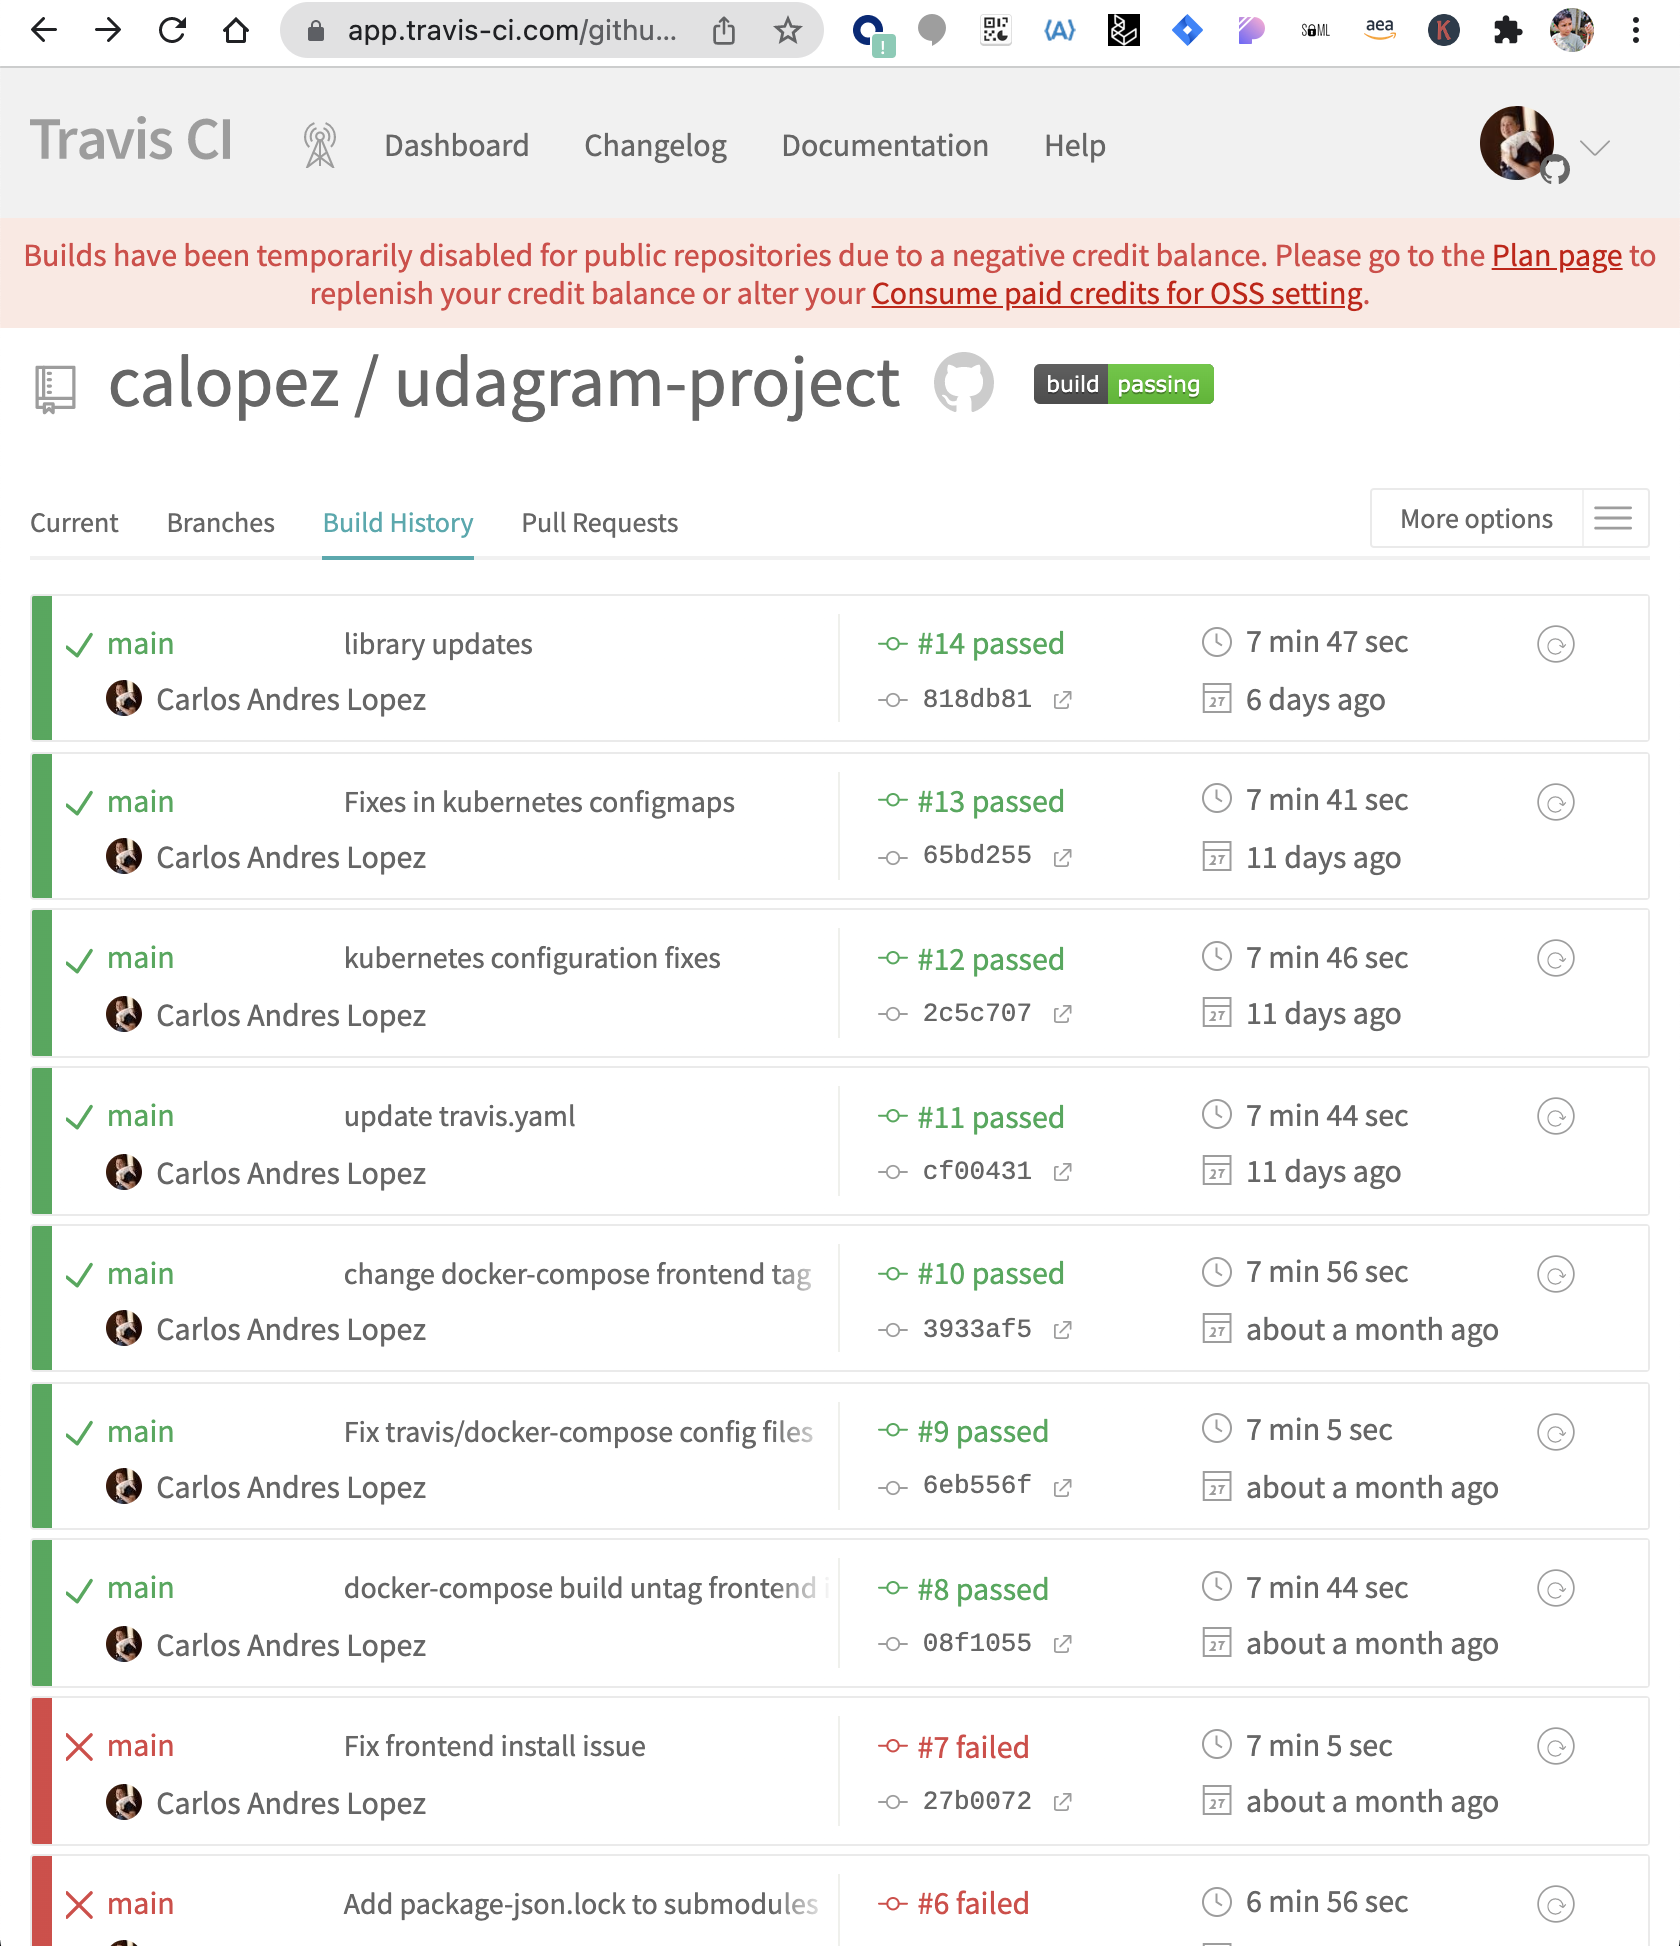 app.travis-ci.com/githu...
SAML
aea
K
Travis CI Dashboard Changelog Documentation Help
Builds have been temporarily disabled for public repositories due to a negative credit balance. Please go to the Plan page to
replenish your credit balance or alter your Consume paid credits for OSS setting.
calopez / udagram-project build passing
Current Branches Build History Pull Requests More options
main library updates #14 passed 7 min 47 sec
Carlos Andres Lopez 818db81 27 6 days ago
main Fixes in kubernetes configmaps #13 passed 7 min 41 sec
Carlos Andres Lopez 65bd255 27 11 days ago
main kubernetes configuration fixes #12 passed 7 min 46 sec
Carlos Andres Lopez 2c5c707 27 11 days ago
main update travis.yaml #11 passed 7 min 44 sec
Carlos Andres Lopez cf00431 27 11 days ago
main change docker-compose frontend tag #10 passed 7 min 56 sec
Carlos Andres Lopez 3933af5 27 about a month ago
main Fix travis/docker-compose config files #9 passed 7 min 5 sec
Carlos Andres Lopez 6eb556f 27 about a month ago
main docker-compose build untag frontend #8 passed 7 min 44 sec
Carlos Andres Lopez 08f1055 27 about a month ago
main Fix frontend install issue #7 failed 7 min 5 sec
Carlos Andres Lopez 27b0072 27 about a month ago
main Add package-json.lock to submodules #6 failed 6 min 56 sec